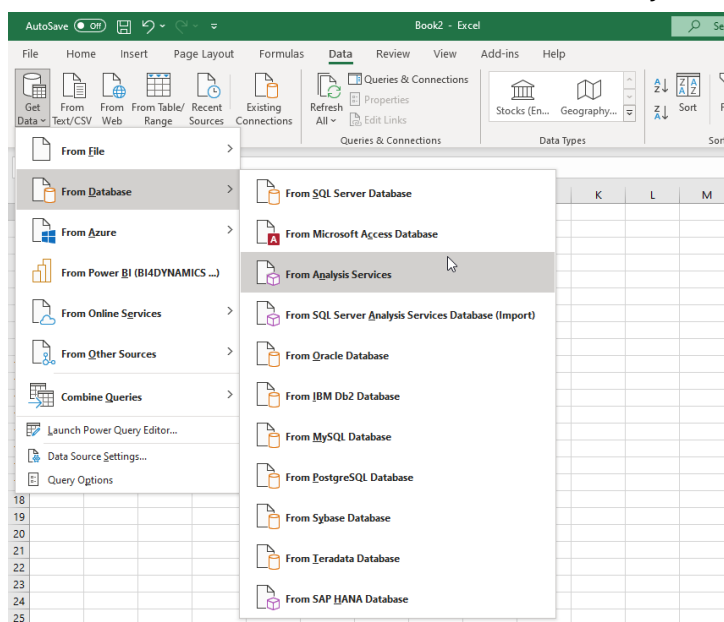 AutoSave Off Book2 - Excel Se
File Home Insert Page Layout Formulas Data Review View Add-ins Help
Get Data From Text/CSV From Web From Table/ Range Recent Sources Existing Connections Refresh All Queries & Connections Properties Edit Links Stocks (En... Geography... Sort F
Queries & Connections Data Types Sor
From File
From Database
From Azure
From Power BI (BI4DYNAMICS ...)
From Online Services
From Other Sources
Combine Queries
Launch Power Query Editor...
Data Source Settings...
Query Options
From SQL Server Database
From Microsoft Access Database
From Analysis Services
From SQL Server Analysis Services Database (Import)
From Oracle Database
From IBM Db2 Database
From MySQL Database
From PostgreSQL Database
From Sybase Database
From Teradata Database
From SAP HANA Database
K L M
18
19
20
21
22
23
24
25